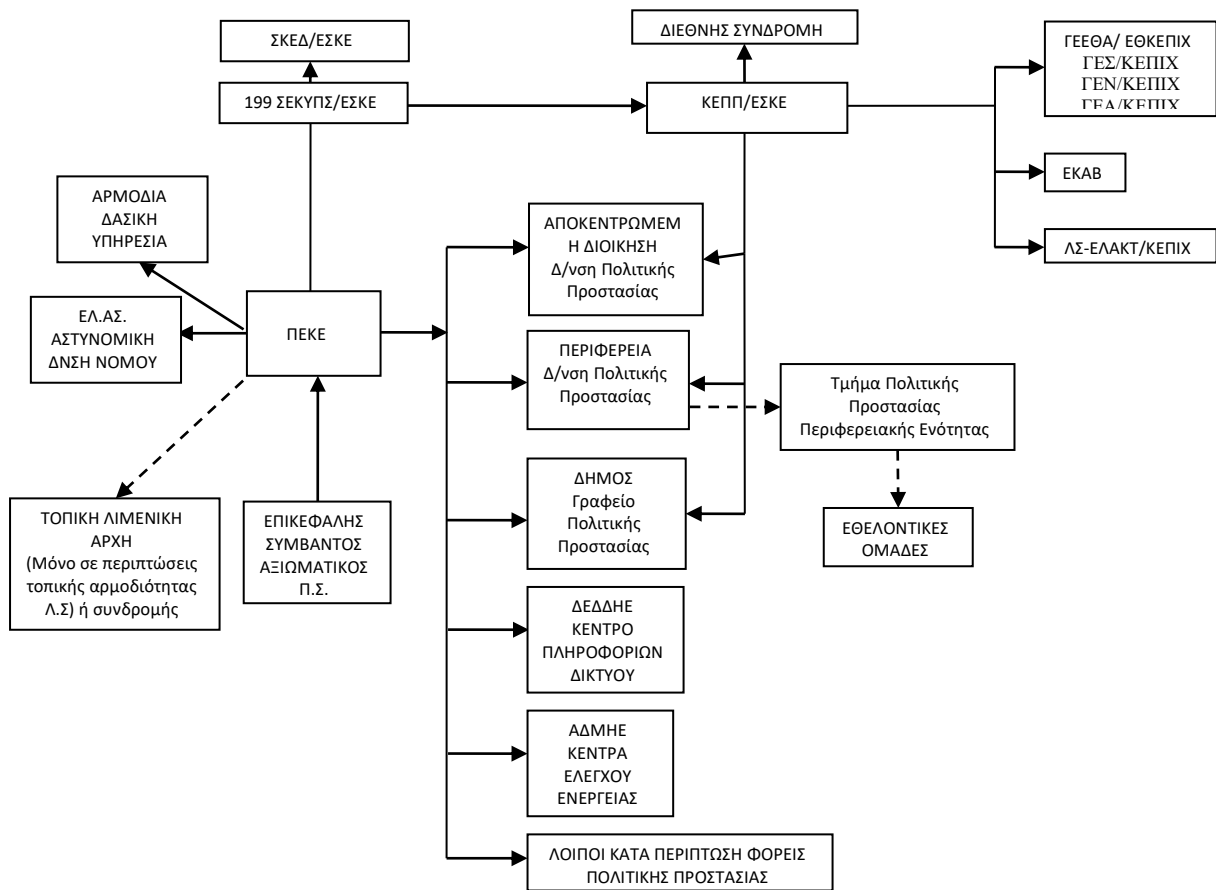 ΣΚΕΔ/ΕΣΚΕ
ΔΙΕΘΝΗΣ ΣΥΝΔΡΟΜΗ
ΓΕΕΘΑ/ ΕΘΚΕΠΙΧ
ΓΕΣ/ΚΕΠΙΧ
ΓΕΝ/ΚΕΠΙΧ
ΓΕΑ/ΚΕΠΙΧ
199 ΣΕΚΥΠΣ/ΕΣΚΕ
ΚΕΠΠ/ΕΣΚΕ
ΕΚΑΒ
ΛΣ-ΕΛΑΚΤ/ΚΕΠΙΧ
ΑΡΜΟΔΙΑ
ΔΑΣΙΚΗ
ΥΠΗΡΕΣΙΑ
ΑΠΟΚΕΝΤΡΩΜΕΜ
Η ΔΙΟΙΚΗΣΗ
Δ/νση Πολιτικής
Προστασίας
ΕΛ.ΑΣ.
ΑΣΤΥΝΟΜΙΚΗ
ΔΝΣΗ ΝΟΜΟΥ
ΠΕΚΕ
ΠΕΡΙΦΕΡΕΙΑ
Δ/νση Πολιτικής
Προστασίας
Τμήμα Πολιτικής
Προστασίας
Περιφερειακής Ενότητας
ΤΟΠΙΚΗ ΛΙΜΕΝΙΚΗ
ΑΡΧΗ
(Μόνο σε περιπτώσεις
τοπικής αρμοδιότητας
Λ.Σ) ή συνδρομής
ΕΠΙΚΕΦΑΛΗΣ
ΣΥΜΒΑΝΤΟΣ
ΑΞΙΩΜΑΤΙΚΟΣ
Π.Σ.
ΔΗΜΟΣ
Γραφείο
Πολιτικής
Προστασίας
ΕΘΕΛΟΝΤΙΚΕΣ
ΟΜΑΔΕΣ
ΔΕΔΔΗΕ
ΚΕΝΤΡΟ
ΠΛΗΡΟΦΟΡΙΩΝ
ΔΙΚΤΥΟΥ
ΑΔΜΗΕ
ΚΕΝΤΡΑ
ΕΛΕΓΧΟΥ
ΕΝΕΡΓΕΙΑΣ
ΛΟΙΠΟΙ ΚΑΤΑ ΠΕΡΙΠΤΩΣΗ ΦΟΡΕΙΣ
ΠΟΛΙΤΙΚΗΣ ΠΡΟΣΤΑΣΙΑΣ